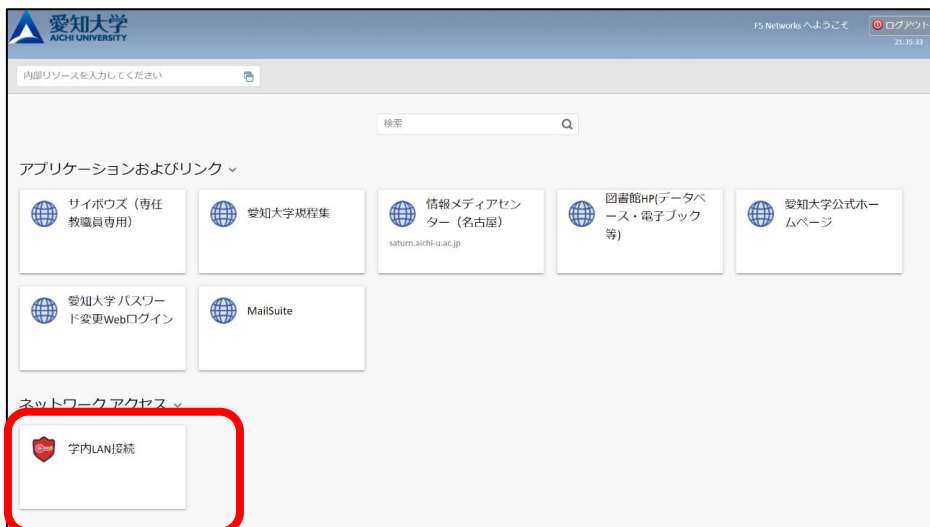 愛知大学
AICHI UNIVERSITY
F5 Networks へようこそ
ログアウト
21:35:33
内部リソースを入力してください
検索
アプリケーションおよびリンク
サイボウズ（専任
教職員専用）
愛知大学規程集
情報メディアセン
ター（名古屋）
saturn.aichi-u.ac.jp
図書館HP(データベ
ース・電子ブック
等)
愛知大学公式ホー
ムページ
愛知大学 パスワー
ド変更Webログイン
MailSuite
ネットワーク アクセス
学内LAN接続